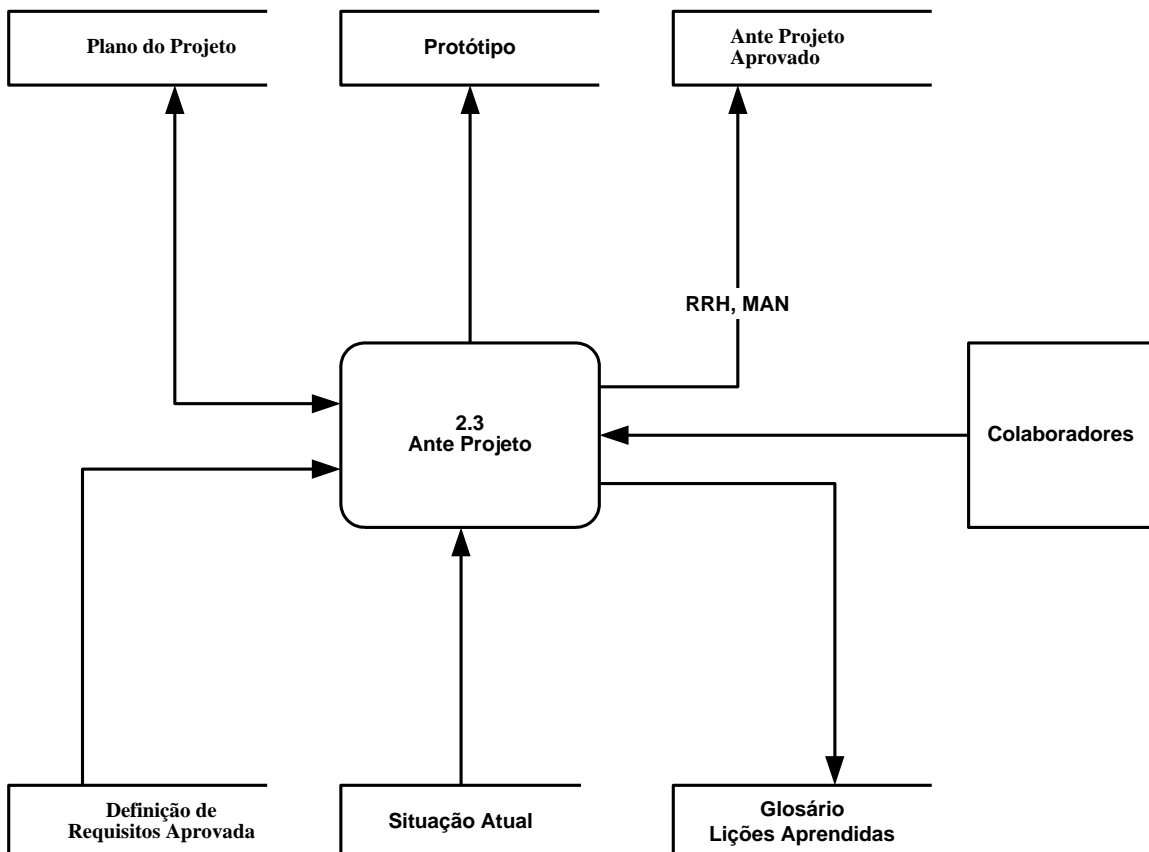 Plano do Projeto
Protótipo
Ante Projeto
Aprovado
RRH, MAN
2.3
Ante Projeto
Colaboradores
Definição de
Requisitos Aprovada
Situação Atual
Glosário
Lições Aprendidas